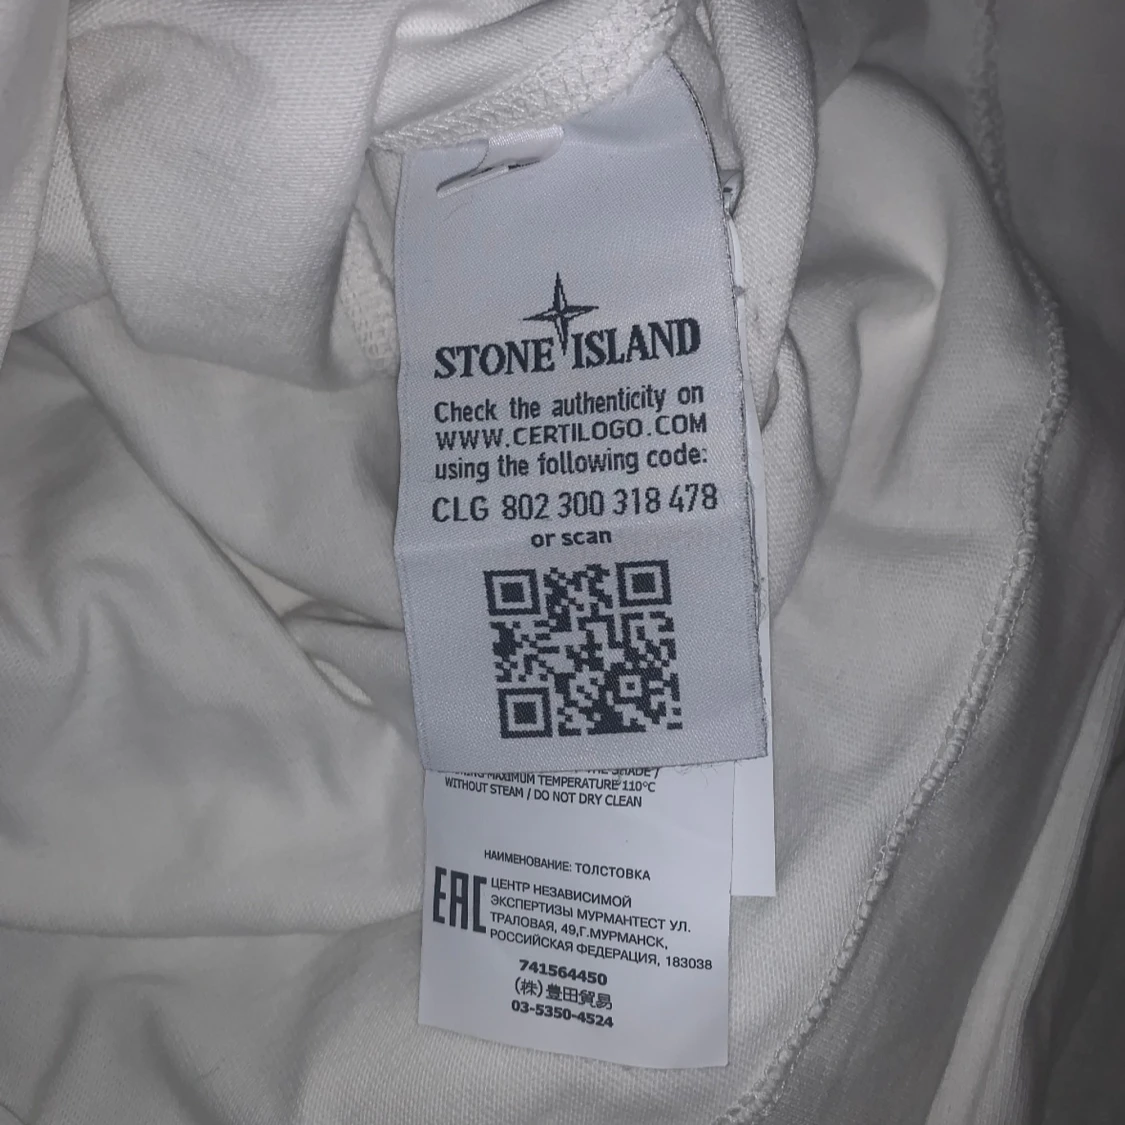 STONE ISLAND
Check the authenticity on
WWW.CERTILOGO.COM
using the following code:
CLG 802 300 318 478
or scan
MAXIMUM TEMPERATURE 110°C
WITHOUT STEAM / DO NOT DRY CLEAN
НАИМЕНОВАНИЕ: ТОЛСТОВКА
EAC
ЦЕНТР НЕЗАВИСИМОЙ
ЭКСПЕРТИЗЫ МУРМАНТЕСТ УЛ.
ТРАЛОВАЯ, 49,Г.МУРМАНСК,
РОССИЙСКАЯ ФЕДЕРАЦИЯ, 183038
741564450
(株)豊田貿易
03-5350-4524